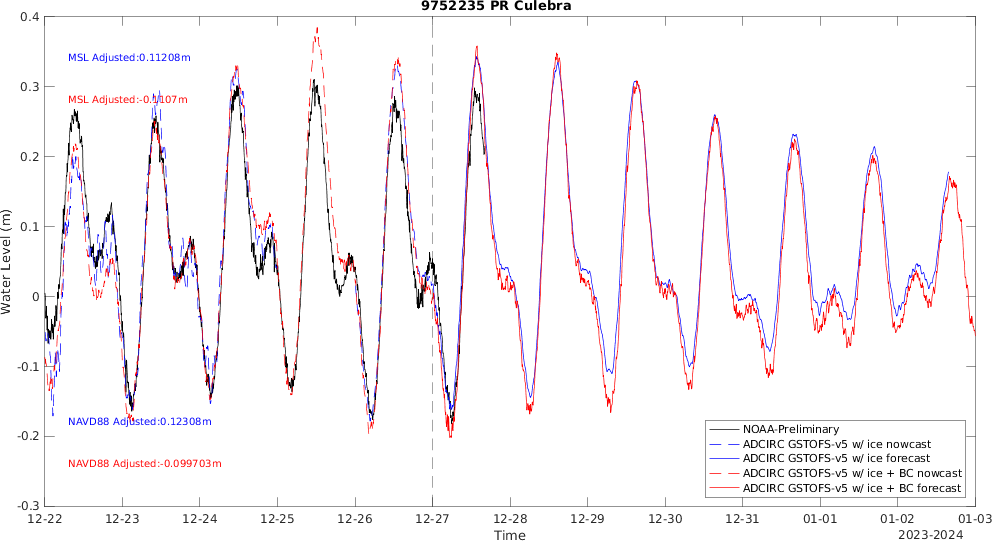 9752235 PR Culebra
0.4
0.3
0.2
0.1
0
-0.1
-0.2
-0.3
Water Level (m)
MSL Adjusted:0.11208m
MSL Adjusted:-0.1107m
NAVD88 Adjusted:0.12308m
NAVD88 Adjusted:-0.099703m
NOAA-Preliminary
ADCIRC GSTOFS-v5 w/ ice nowcast
ADCIRC GSTOFS-v5 w/ ice forecast
ADCIRC GSTOFS-v5 w/ ice + BC nowcast
ADCIRC GSTOFS-v5 w/ ice + BC forecast
12-22 12-23 12-24 12-25 12-26 12-27 12-28 12-29 12-30 12-31 01-01 01-02 01-03
Time
2023-2024